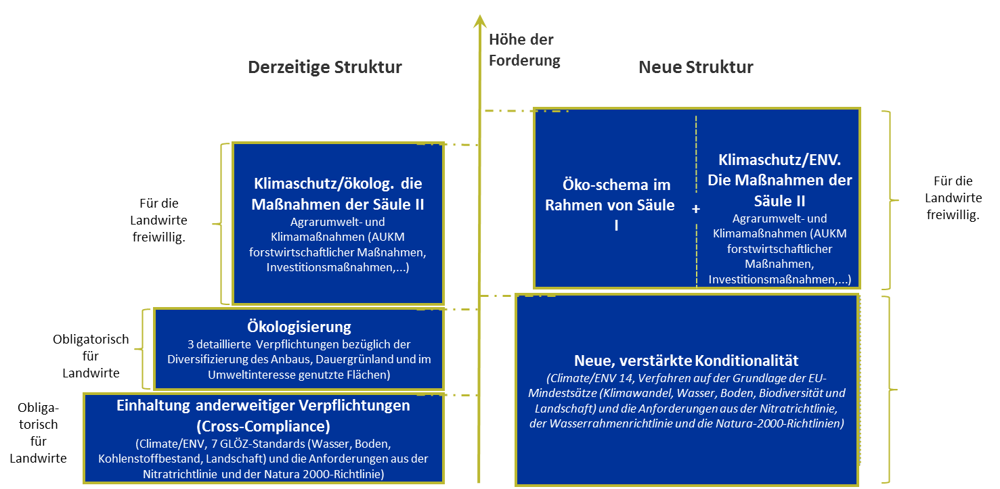 Höhe der
Forderung
Derzeitige Struktur
Neue Struktur
Für die
Landwirte
freiwillig.
Klimaschutz/ökolog. die
Maßnahmen der Säule II
Agrarumwelt- und
Klimamaßnahmen (AUKM
forstwirtschaftlicher Maßnahmen,
Investitionsmaßnahmen,...)
Obligatorisch
für
Landwirte
Ökologisierung
3 detaillierte Verpflichtungen bezüglich der
Diversifizierung des Anbaus, Dauergrünland und im
Umweltinteresse genutzte Flächen)
Obliga-
torisch
für
Landwirte
Einhaltung anderweitiger Verpflichtungen
(Cross-Compliance)
(Climate/ENV, 7 GLÖZ-Standards (Wasser, Boden,
Kohlenstoffbestand, Landschaft) und die Anforderungen aus der
Nitratrichtlinie und der Natura 2000-Richtlinie)
Öko-schema im
Rahmen von Säule
I
+
Klimaschutz/ENV.
Die Maßnahmen der
Säule II
Agrarumwelt- und
Klimamaßnahmen (AUKM
forstwirtschaftlicher
Maßnahmen,
Investitionsmaßnahmen,...)
Für die
Landwirte
freiwillig.
Neue, verstärkte Konditionalität
(Climate/ENV 14, Verfahren auf der Grundlage der EU-
Mindestsätze (Klimawandel, Wasser, Boden, Biodiversität und
Landschaft) und die Anforderungen aus der Nitratrichtlinie,
der Wasserrahmenrichtlinie und die Natura-2000-Richtlinien)